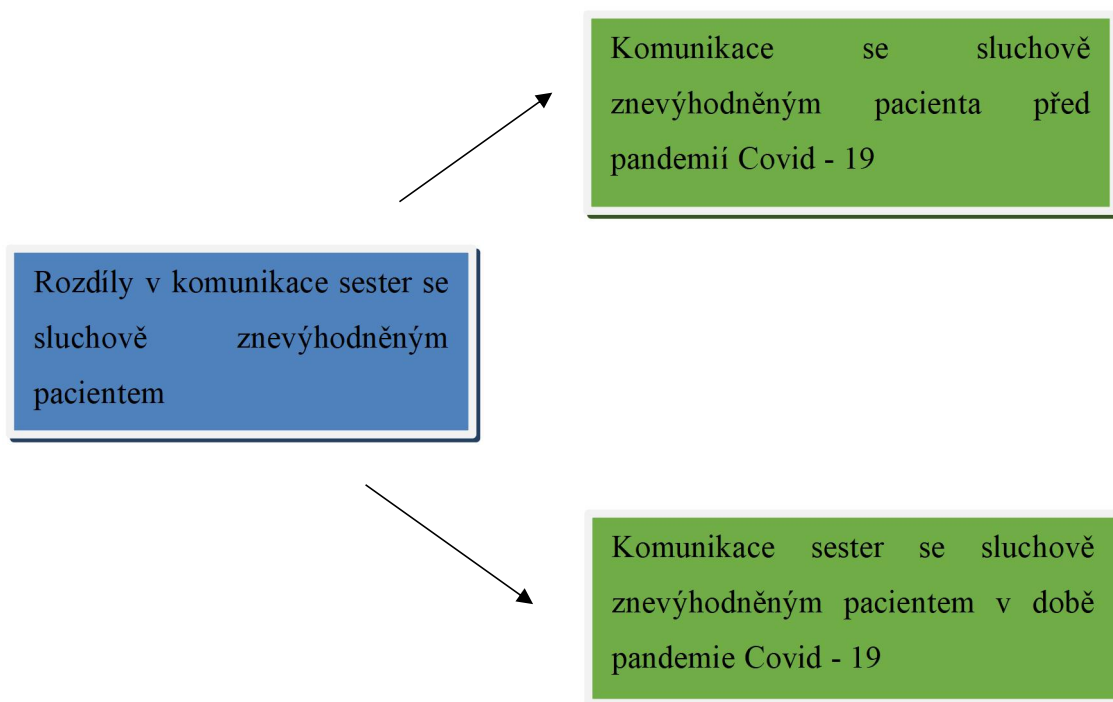 Komunikace se sluchově
znevýhodněným pacienta před
pandemií Covid - 19
Rozdíly v komunikace sester se
sluchově znevýhodněným
pacientem
Komunikace sester se sluchově
znevýhodněným pacientem v době
pandemie Covid - 19